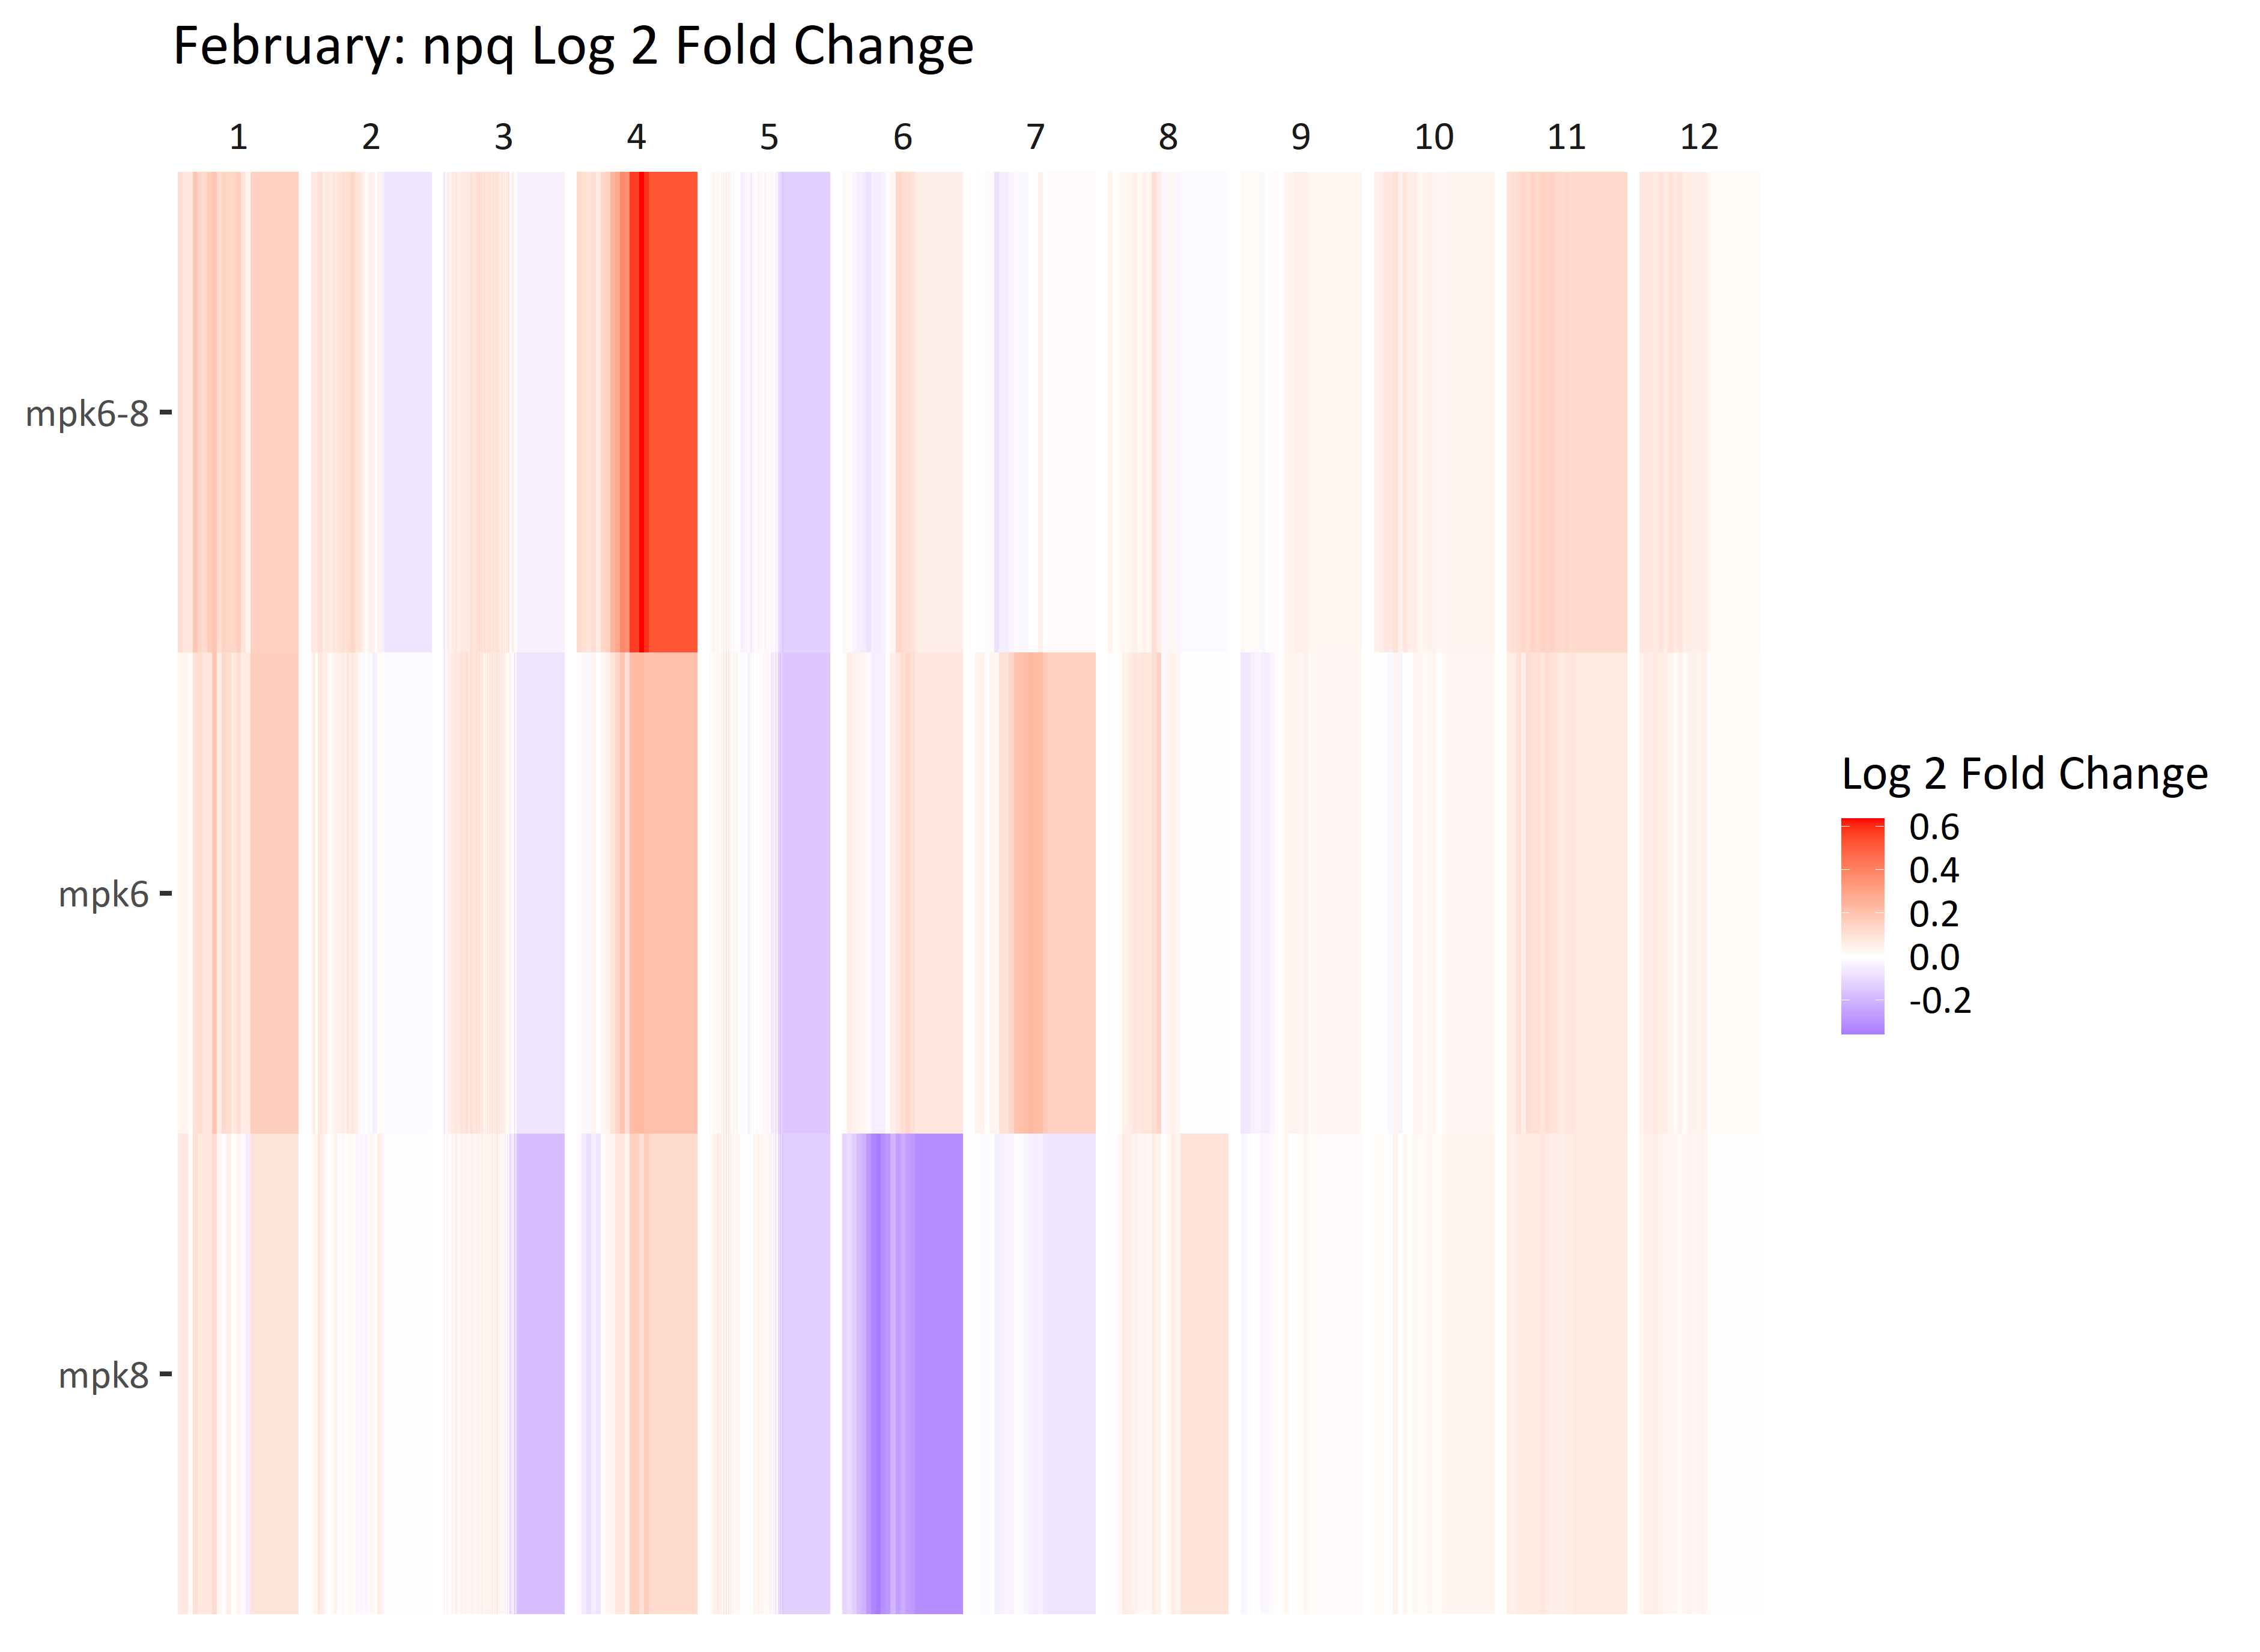 February: npq Log 2 Fold Change
1 2 3 4 5 6 7 8 9 10 11 12
mpk6-8
mpk6
mpk8
Log 2 Fold Change
0.6
0.4
0.2
0.0
-0.2